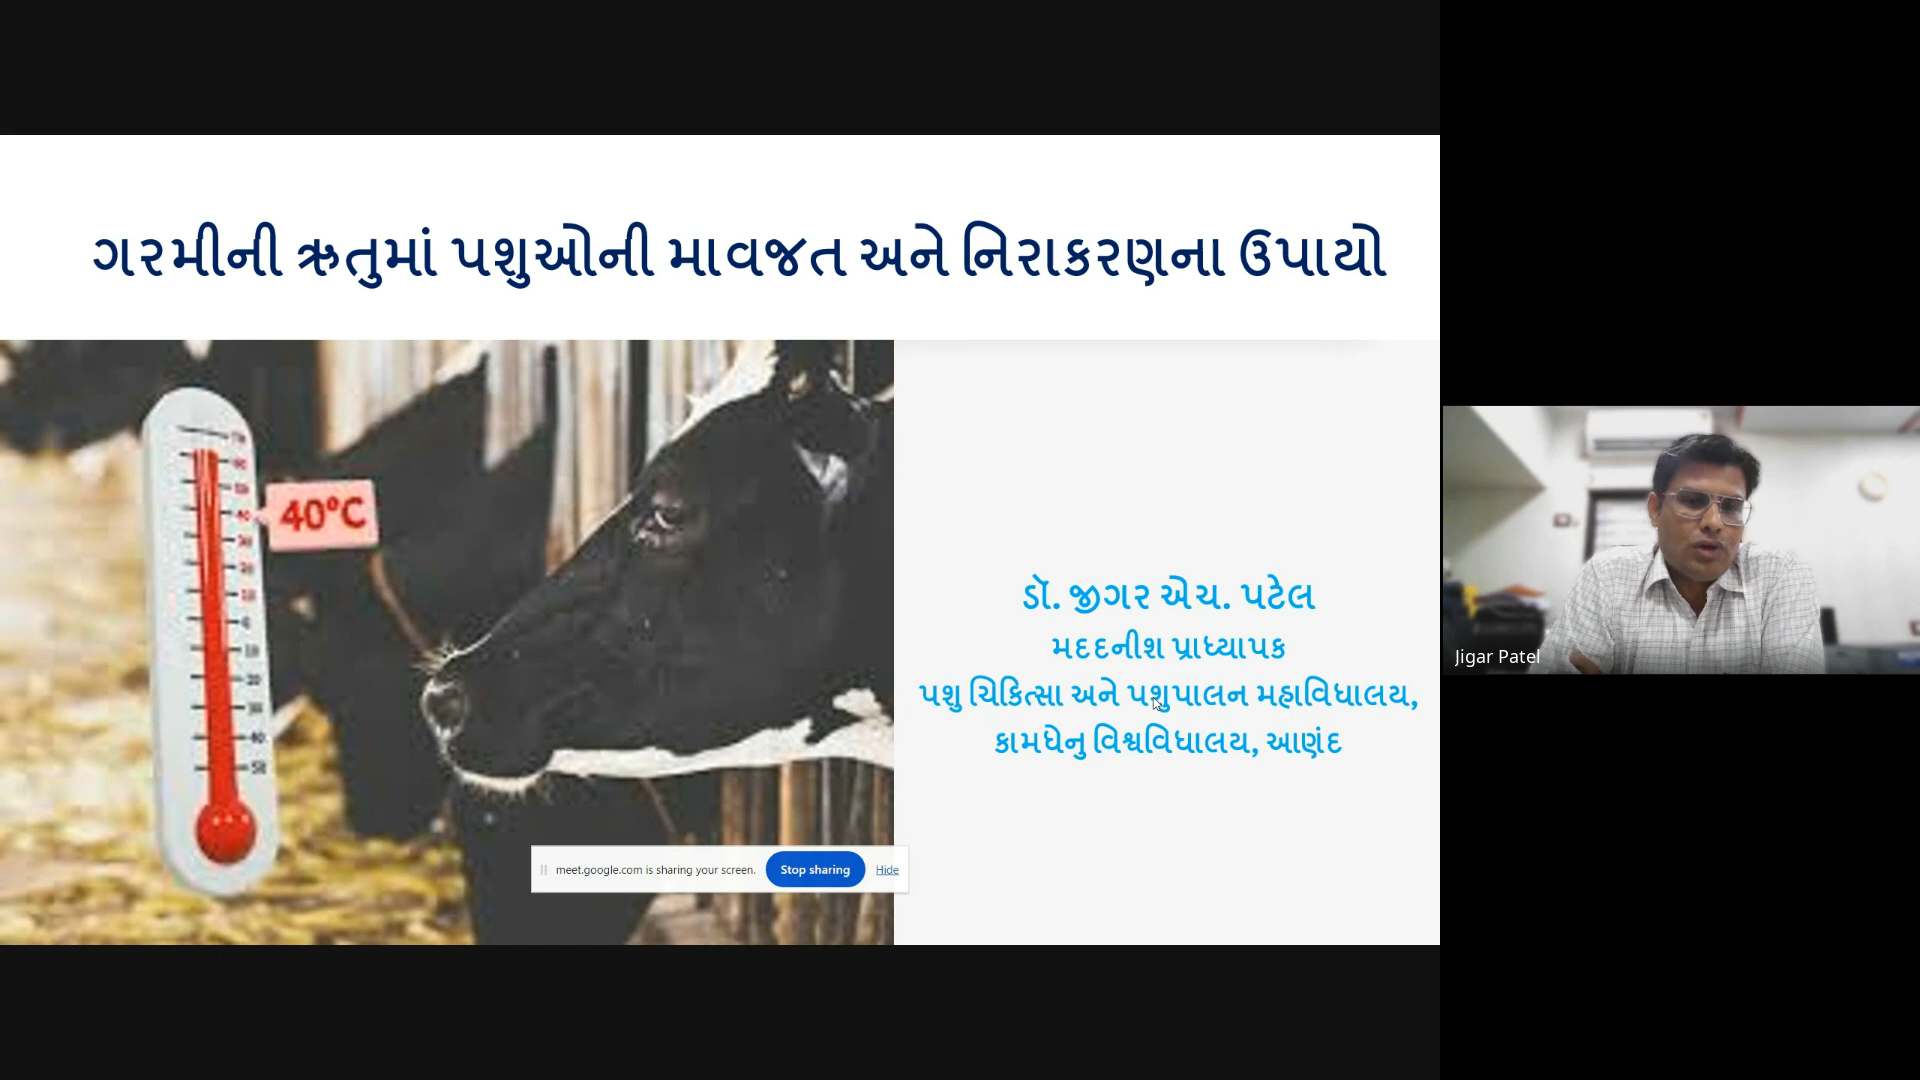 ગરમીની ઋતુમાં પશુઓની માવજત અને નિરાકરણના ઉપાયો
40°C
ડૉ. જીગર એચ. પટેલ
મદદનીશ પ્રાધ્યાપક
પશુ ચિકિત્સા અને પશુપાલન મહાવિધાલય,
કામધેનુ વિશ્વવિધાલય, આણંદ
meet.google.com is sharing your screen. Stop sharing Hide
Jigar Patel